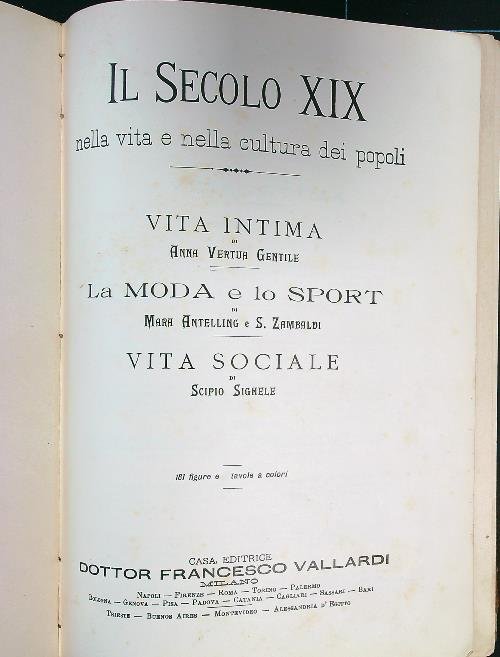 IL SECOLO XIX
nella vita e nella cultura dei popoli
VITA INTIMA
DI
ANNA VERTUA GENTILE
LA MODA e lo SPORT
DI
MARA ANTELLING e S. ZAMBALDI
VITA SOCIALE
DI
SCIPIO SIGHELE
181 figure e tavole a colori
CASA EDITRICE
DOTTOR FRANCESCO VALLARDI
MILANO
NAPOLI — FIRENZE — ROMA — TORINO — PALERMO
BOLOGNA — GENOVA — PISA — PADOVA — CATANIA — CAGLIARI — SASSARI — BARI
TRIESTE — BUENOS AIRES — MONTEVIDEO — ALESSANDRIA D'EGITTO